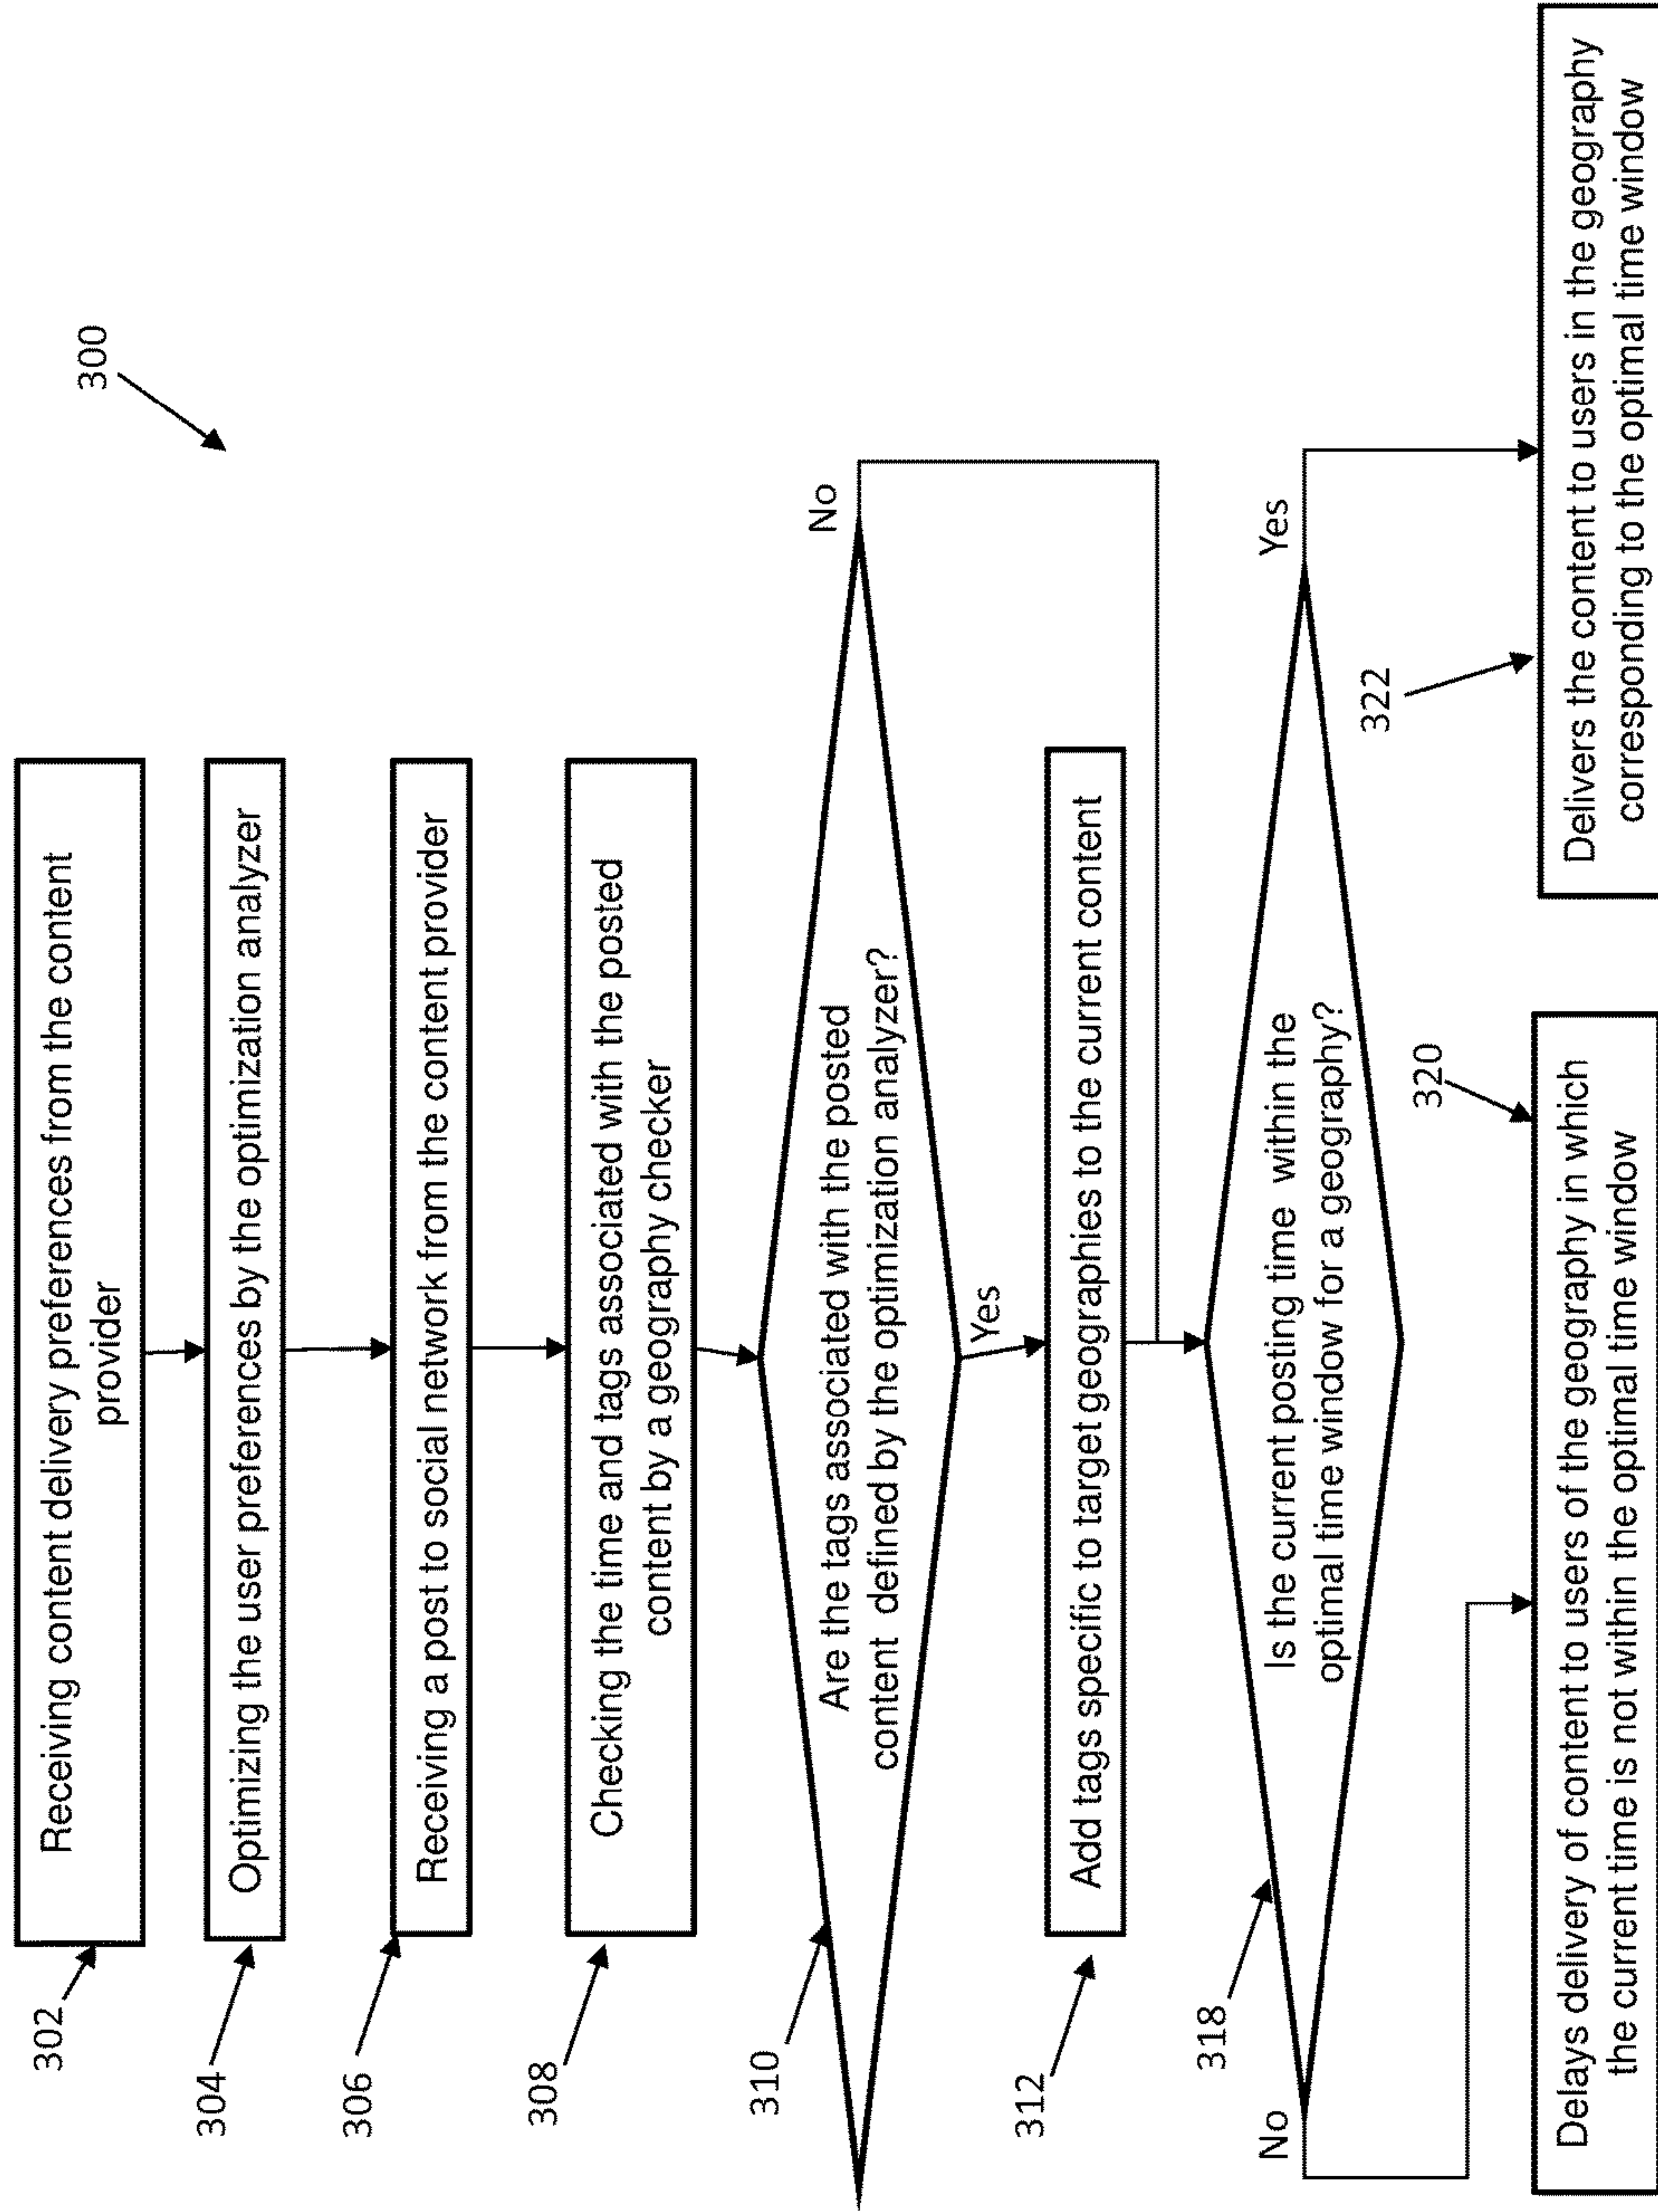 300
302
Receiving content delivery preferences from the content
provider
304
Optimizing the user preferences by the optimization analyzer
306
Receiving a post to social network from the content provider
308
Checking the time and tags associated with the posted
content by a geography checker
310
Are the tags associated with the posted
content defined by the optimization analyzer?
No
Yes
312
Add tags specific to target geographies to the current content
318
Is the current posting time within the
optimal time window for a geography?
No
Yes
320
Delays delivery of content to users of the geography in which
the current time is not within the optimal time window
322
Delivers the content to users in the geography
corresponding to the optimal time window